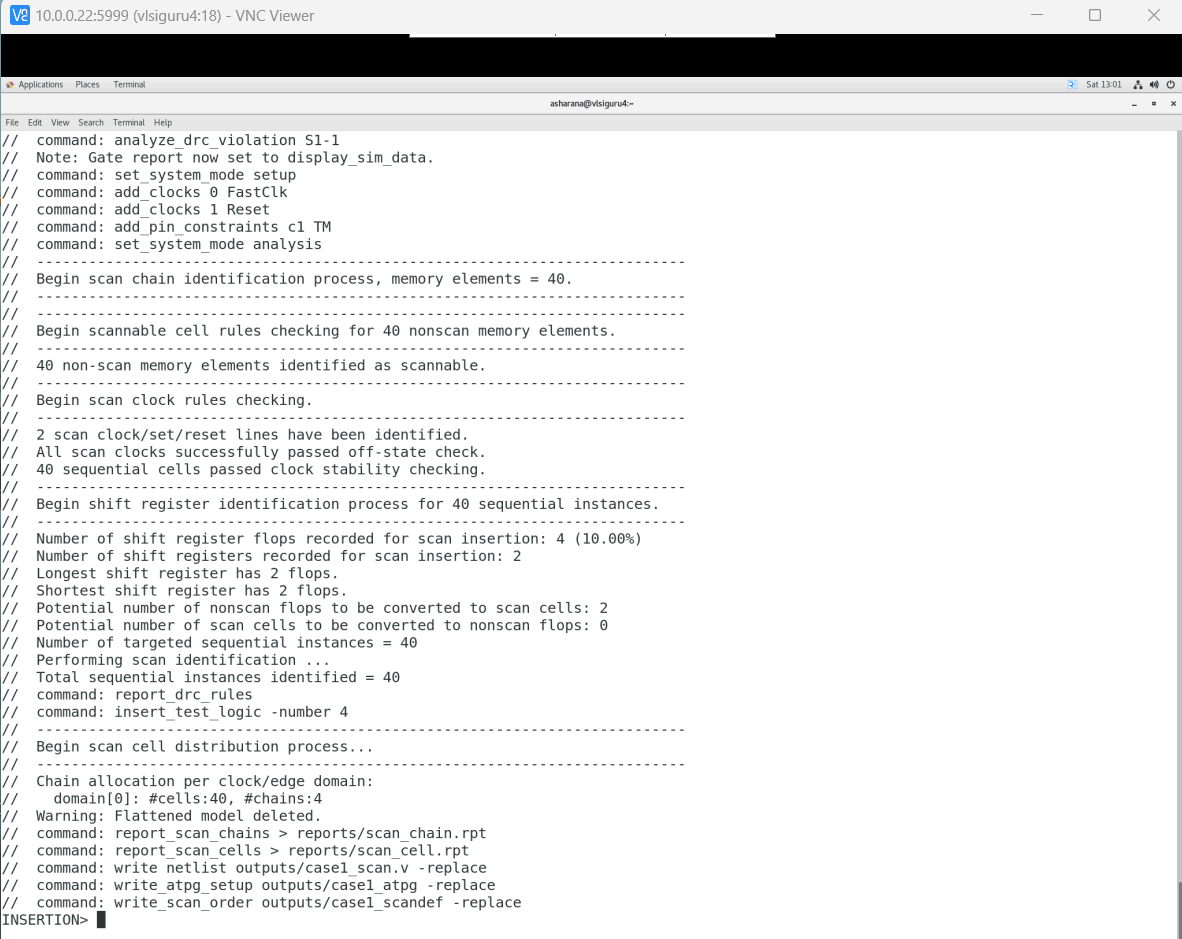 V2 10.0.0.22:5999 (vlsiguru4:18) - VNC Viewer
Applications Places Terminal Sat 13:01
asharana@vlsiguru4:~
File Edit View Search Terminal Help
// command: analyze_drc_violation S1-1
// Note: Gate report now set to display_sim_data.
// command: set_system_mode setup
// command: add_clocks 0 FastClk
// command: add_clocks 1 Reset
// command: add_pin_constraints c1 TM
// command: set_system_mode analysis
// ---------------------------------------------------------------------------
// Begin scan chain identification process, memory elements = 40.
// ---------------------------------------------------------------------------
// ---------------------------------------------------------------------------
// Begin scannable cell rules checking for 40 nonscan memory elements.
// ---------------------------------------------------------------------------
// 40 non-scan memory elements identified as scannable.
// ---------------------------------------------------------------------------
// Begin scan clock rules checking.
// ---------------------------------------------------------------------------
// 2 scan clock/set/reset lines have been identified.
// All scan clocks successfully passed off-state check.
// 40 sequential cells passed clock stability checking.
// ---------------------------------------------------------------------------
// Begin shift register identification process for 40 sequential instances.
// ---------------------------------------------------------------------------
// Number of shift register flops recorded for scan insertion: 4 (10.00%)
// Number of shift registers recorded for scan insertion: 2
// Longest shift register has 2 flops.
// Shortest shift register has 2 flops.
// Potential number of nonscan flops to be converted to scan cells: 2
// Potential number of scan cells to be converted to nonscan flops: 0
// Number of targeted sequential instances = 40
// Performing scan identification ...
// Total sequential instances identified = 40
// command: report_drc_rules
// command: insert_test_logic -number 4
// ---------------------------------------------------------------------------
// Begin scan cell distribution process...
// ---------------------------------------------------------------------------
// Chain allocation per clock/edge domain:
// domain[0]: #cells:40, #chains:4
// Warning: Flattened model deleted.
// command: report_scan_chains > reports/scan_chain.rpt
// command: report_scan_cells > reports/scan_cell.rpt
// command: write netlist outputs/case1_scan.v -replace
// command: write_atpg_setup outputs/case1_atpg -replace
// command: write_scan_order outputs/case1_scandef -replace
INSERTION>